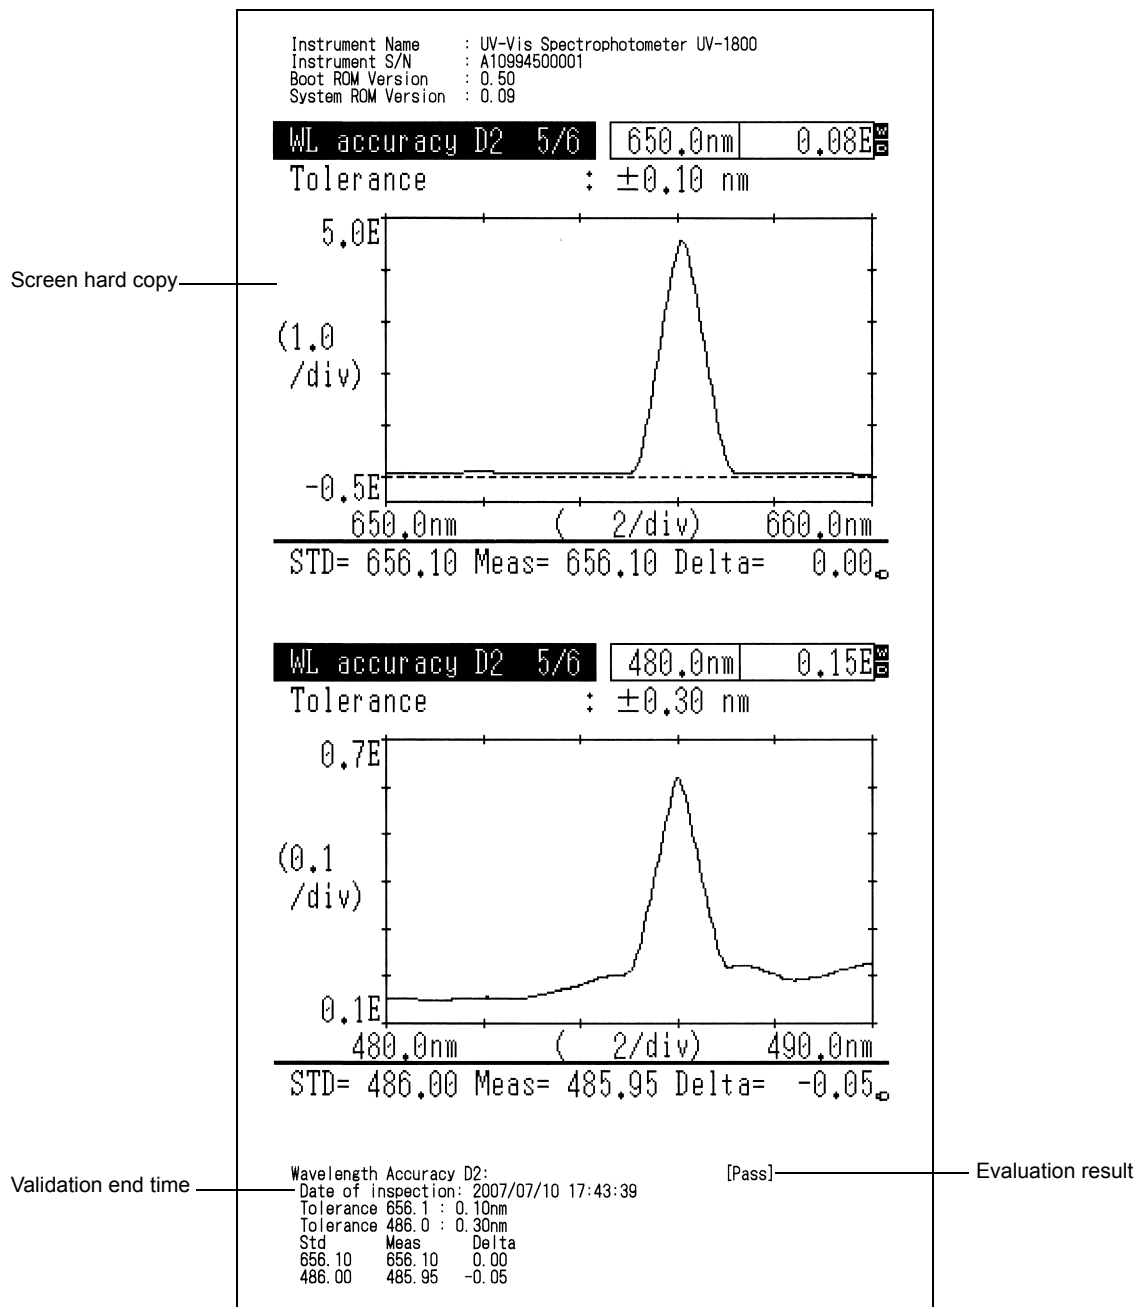 Instrument Name : UV-Vis Spectrophotometer UV-1800
Instrument S/N : A10994500001
Boot ROM Version : 0.50
System ROM Version : 0.09
WL accuracy D2 5/6 650.0nm 0.08E WD
Tolerance : ±0.10 nm
5.0E
Screen hard copy
(1.0
/div)
-0.5E
650.0nm ( 2/div) 660.0nm
STD= 656.10 Meas= 656.10 Delta= 0.00
WL accuracy D2 5/6 480.0nm 0.15E WD
Tolerance : ±0.30 nm
0.7E
(0.1
/div)
0.1E
480.0nm ( 2/div) 490.0nm
STD= 486.00 Meas= 485.95 Delta= -0.05
Wavelength Accuracy D2: [Pass] Evaluation result
Validation end time Date of inspection: 2007/07/10 17:43:39
Tolerance 656.1 : 0.10nm
Tolerance 486.0 : 0.30nm
Std Meas Delta
656.10 656.10 0.00
486.00 485.95 -0.05